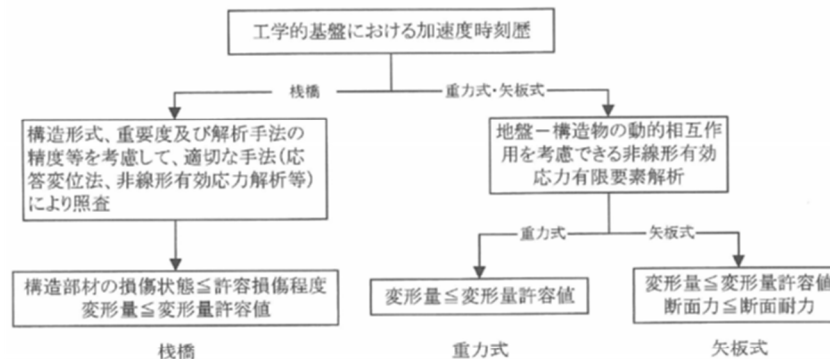 工学的基盤における加速度時刻歴
桟橋
重力式・矢板式
構造形式、重要度及び解析手法の
精度等を考慮して、適切な手法(応
答変位法、非線形有効応力解析等)
により照査
地盤－構造物の動的相互作
用を考慮できる非線形有効
応力有限要素解析
重力式
矢板式
構造部材の損傷状態≦許容損傷程度
変形量≦変形量許容値
変形量≦変形量許容値
変形量≦変形量許容値
断面力≦断面耐力
桟橋
重力式
矢板式